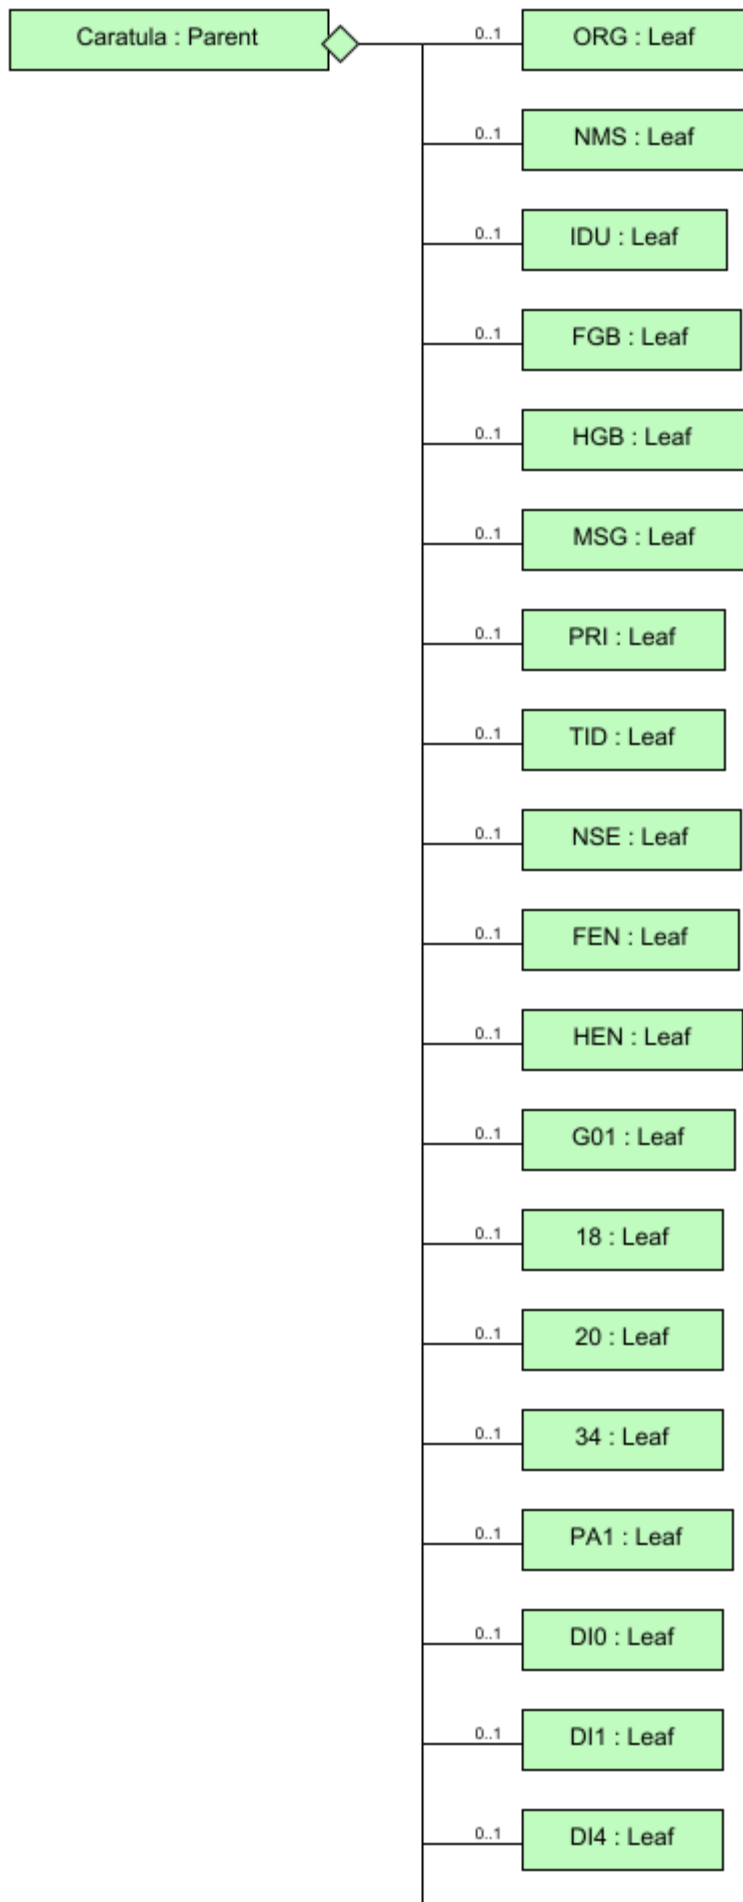 Caratula : Parent
0..1
ORG : Leaf
0..1
NMS : Leaf
0..1
IDU : Leaf
0..1
FGB : Leaf
0..1
HGB : Leaf
0..1
MSG : Leaf
0..1
PRI : Leaf
0..1
TID : Leaf
0..1
NSE : Leaf
0..1
FEN : Leaf
0..1
HEN : Leaf
0..1
G01 : Leaf
0..1
18 : Leaf
0..1
20 : Leaf
0..1
34 : Leaf
0..1
PA1 : Leaf
0..1
DI0 : Leaf
0..1
DI1 : Leaf
0..1
DI4 : Leaf